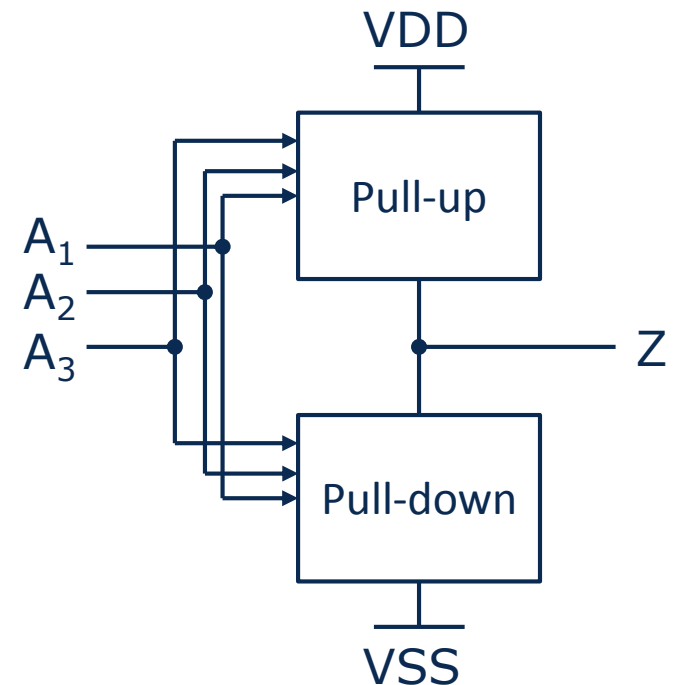 VDD
Pull-up
A₁
A₂
A₃
Z
Pull-down
VSS